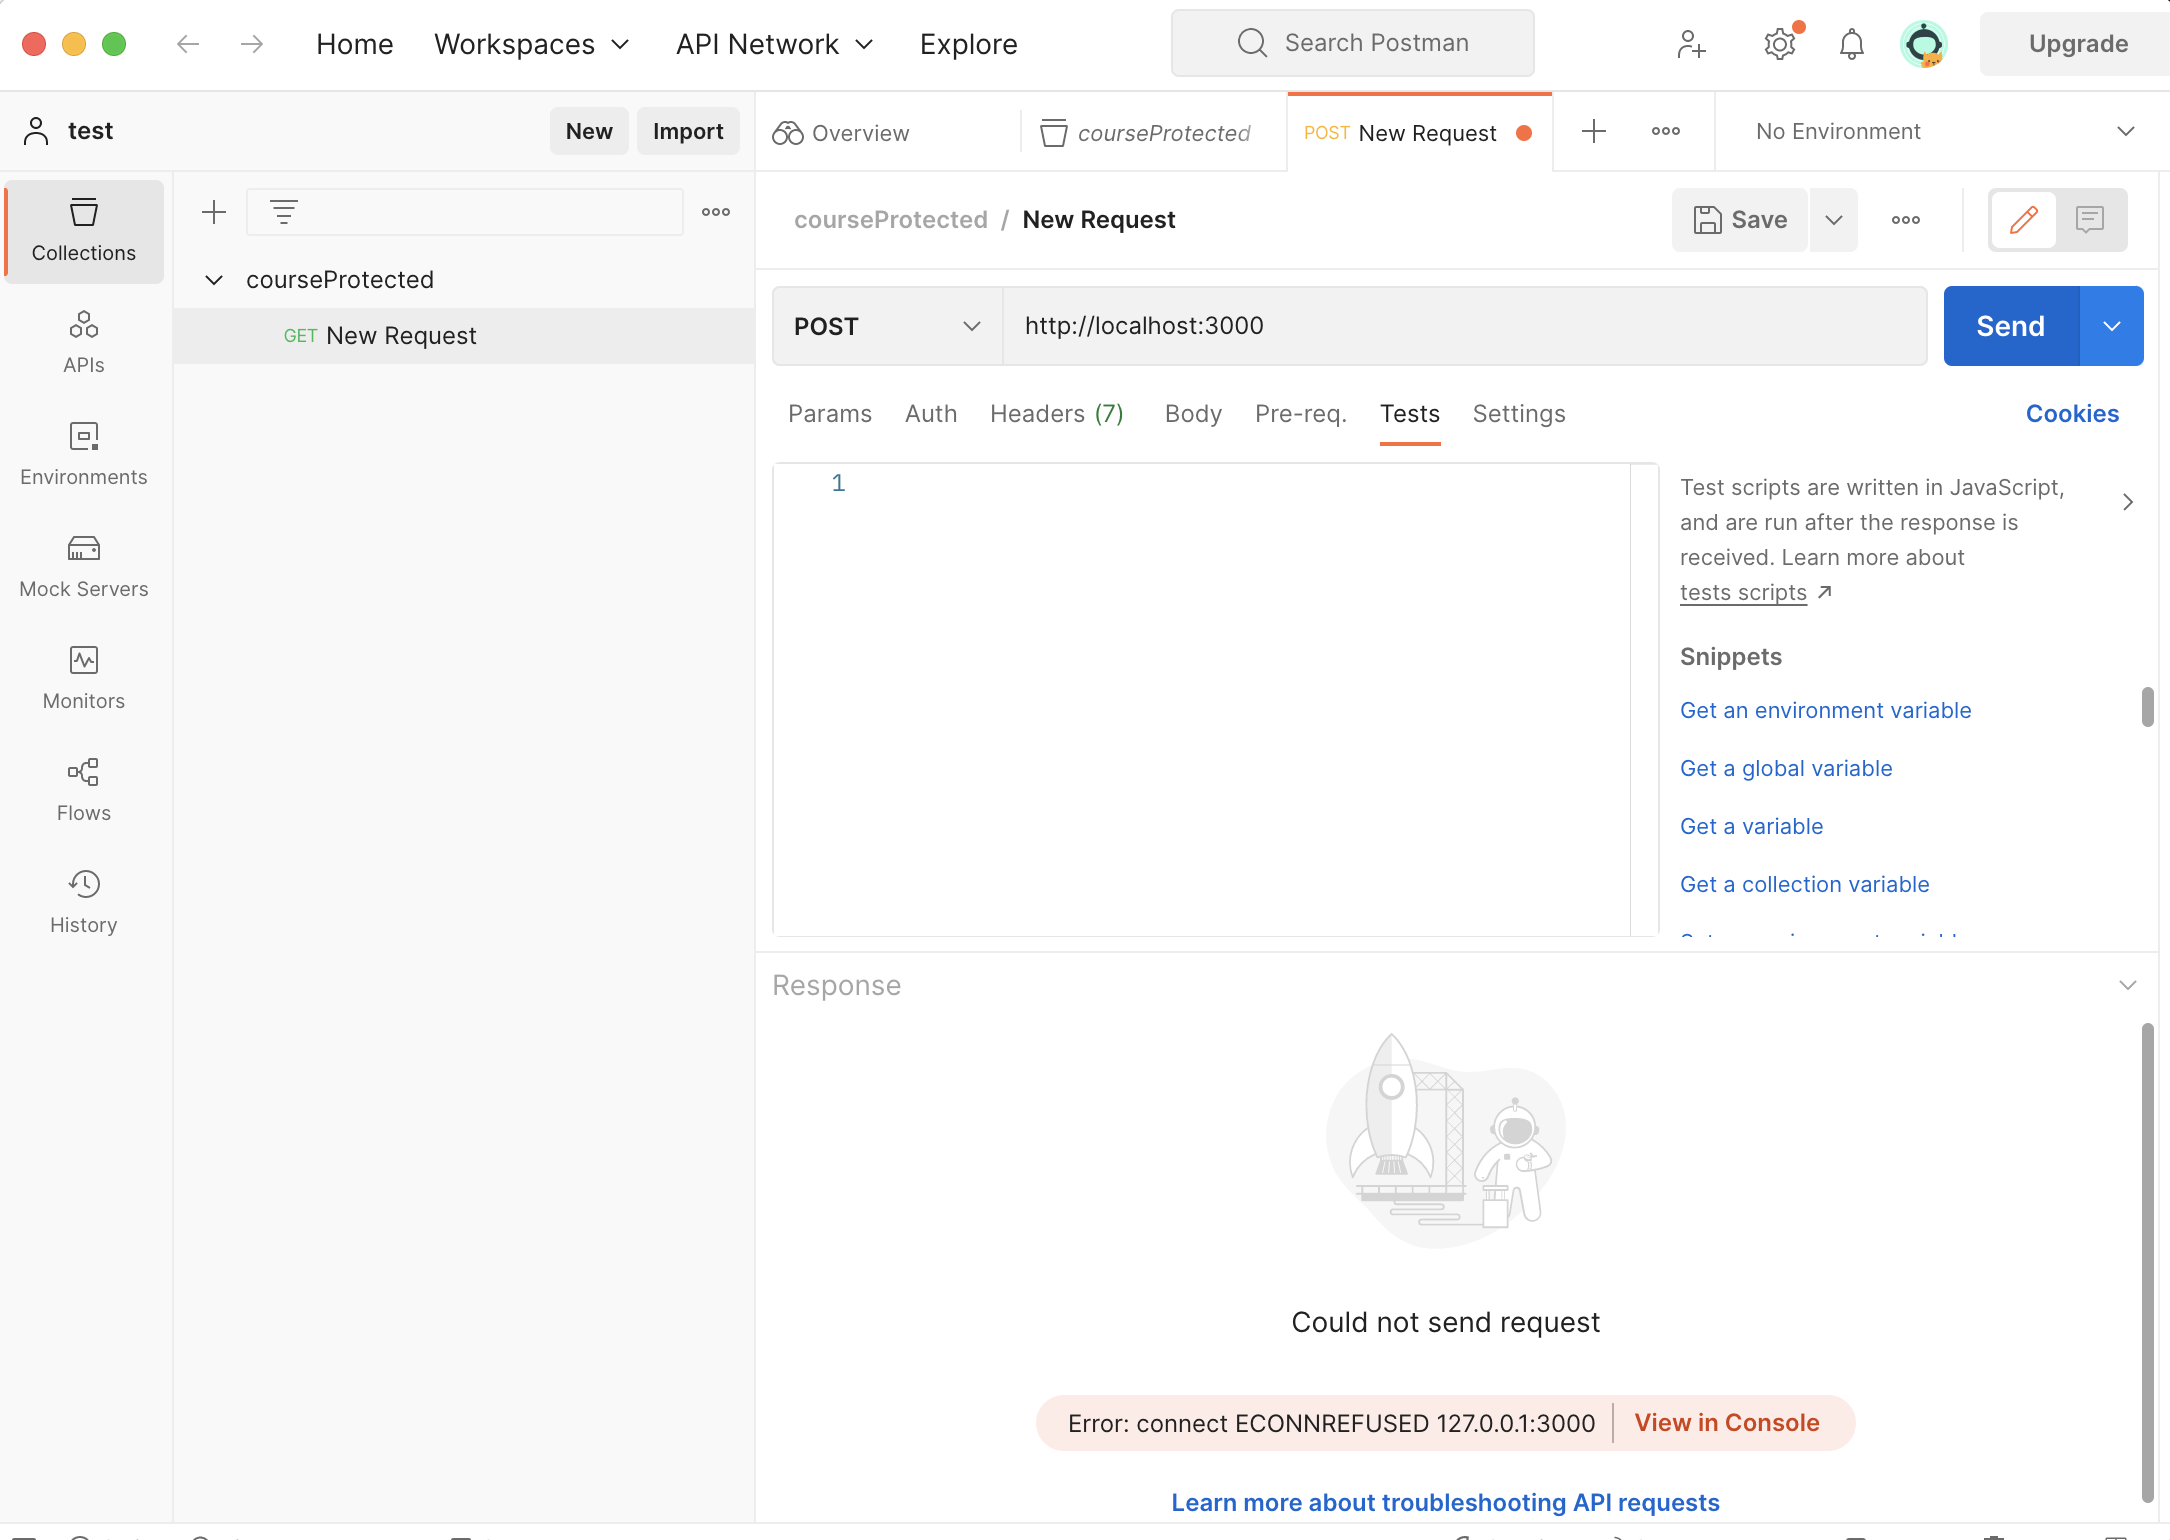 Home Workspaces API Network Explore Search Postman Upgrade
test New Import
Overview courseProtected POST New Request No Environment
Collections
APIs
Environments
Mock Servers
Monitors
Flows
History
courseProtected
GET New Request
courseProtected / New Request Save
POST http://localhost:3000 Send
Params Auth Headers (7) Body Pre-req. Tests Settings Cookies
1
Test scripts are written in JavaScript,
and are run after the response is
received. Learn more about
tests scripts
Snippets
Get an environment variable
Get a global variable
Get a variable
Get a collection variable
Response
Could not send request
Error: connect ECONNREFUSED 127.0.0.1:3000 View in Console
Learn more about troubleshooting API requests